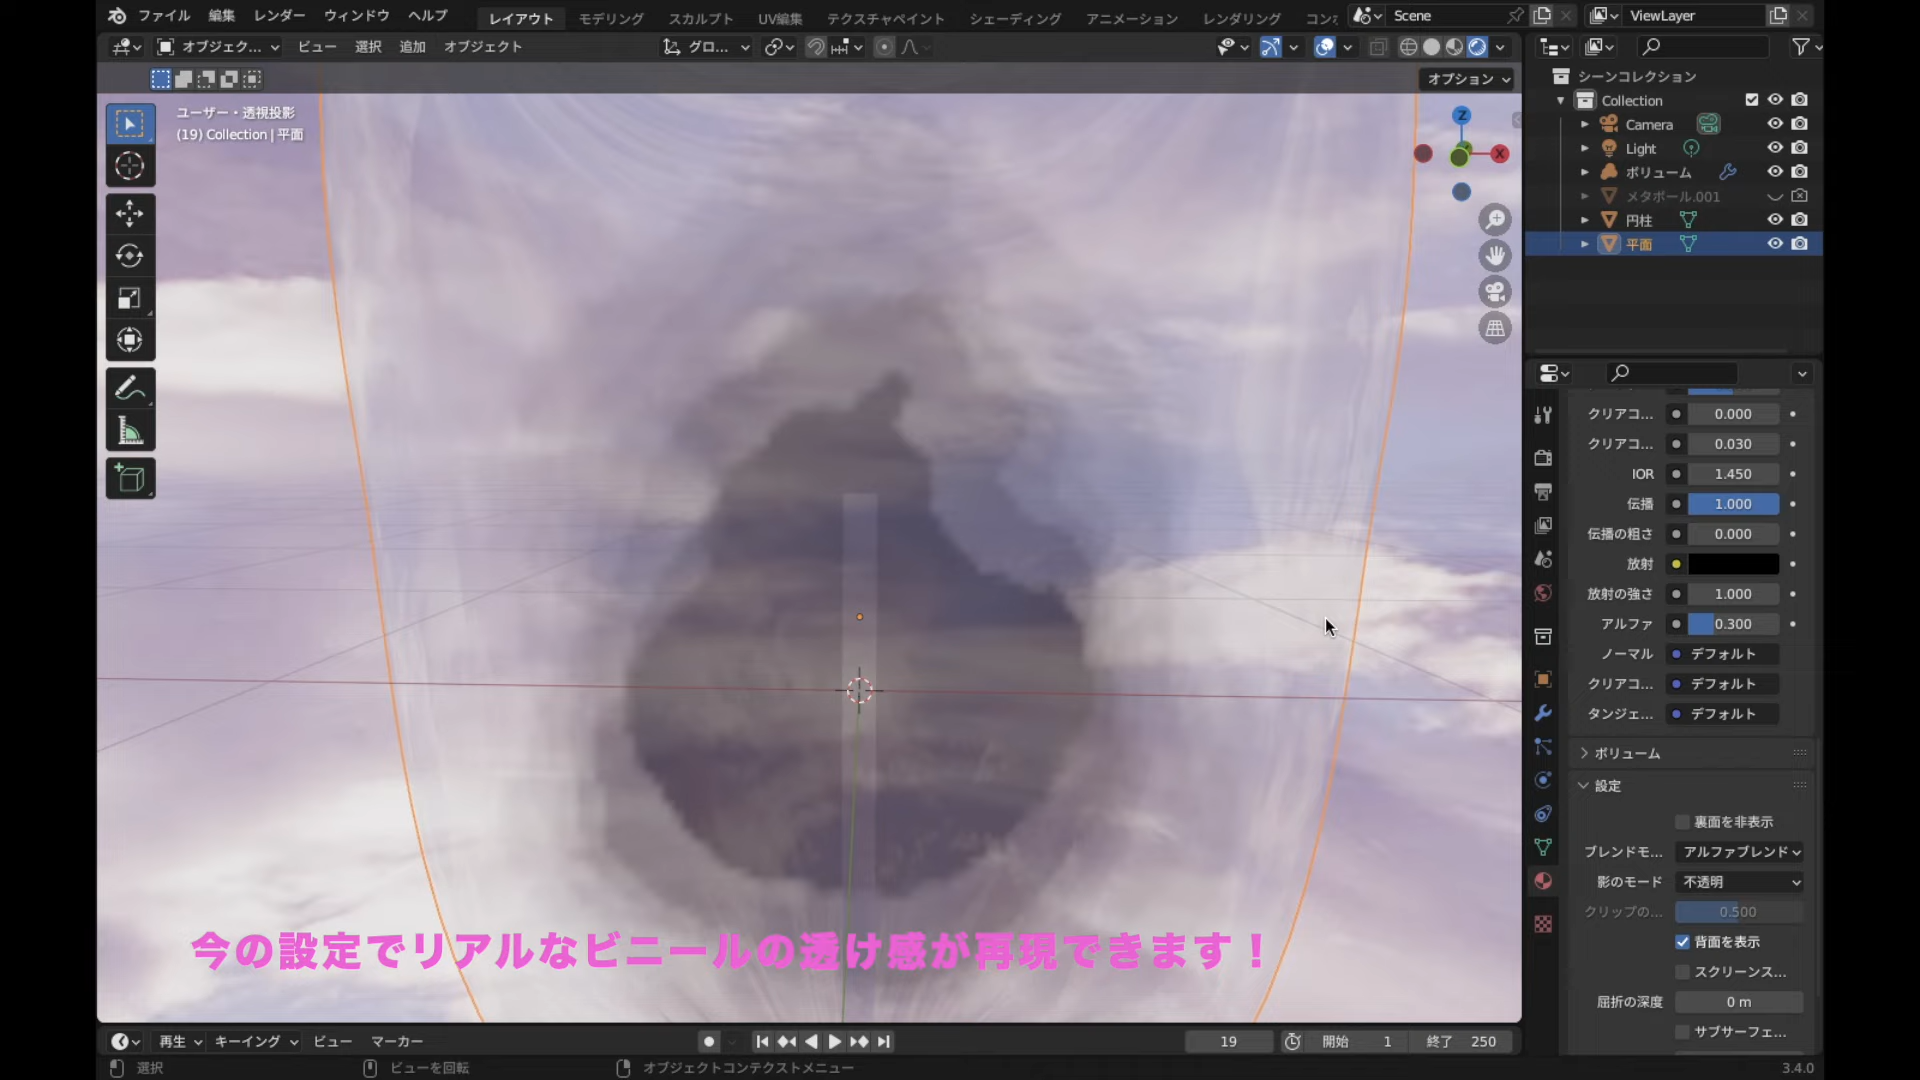 ファイル 編集 レンダー ウィンドウ ヘルプ レイアウト モデリング スカルプト UV編集 テクスチャペイント シェーディング アニメーション レンダリング コンポ Scene ViewLayer
オブジェク... ビュー 選択 追加 オブジェクト グロ...
オプション
ユーザー・透視投影
(19) Collection | 平面
Z
X
シーンコレクション
Collection
Camera
Light
ボリューム
メタボール.001
円柱
平面
クリアコ... 0.000
クリアコ... 0.030
IOR 1.450
伝播 1.000
伝播の粗さ 0.000
放射
放射の強さ 1.000
アルファ 0.300
ノーマル デフォルト
クリアコ... デフォルト
タンジェ... デフォルト
ボリューム
設定
裏面を非表示
ブレンドモ... アルファブレンド
影のモード 不透明
クリップの... 0.500
背面を表示
スクリーンス...
屈折の深度 0 m
サブサーフェ...
今の設定でリアルなビニールの透け感が再現できます!
再生 キーイング ビュー マーカー 19 開始 1 終了 250
選択 ビューを回転 オブジェクトコンテクストメニュー 3.4.0